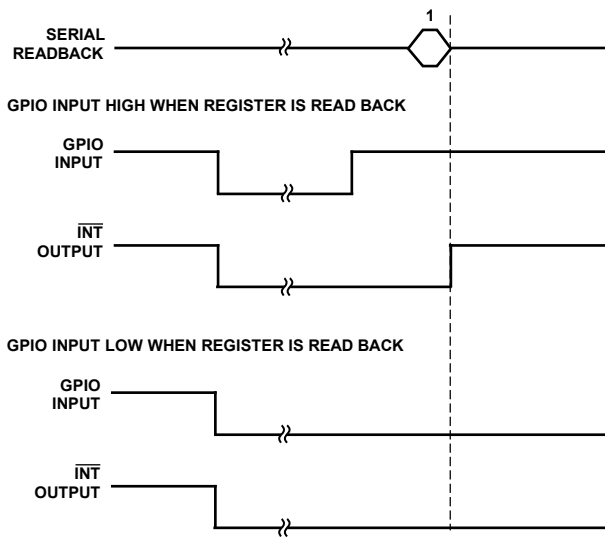 1
SERIAL
READBACK
GPIO INPUT HIGH WHEN REGISTER IS READ BACK
GPIO
INPUT
INT
OUTPUT
GPIO INPUT LOW WHEN REGISTER IS READ BACK
GPIO
INPUT
INT
OUTPUT